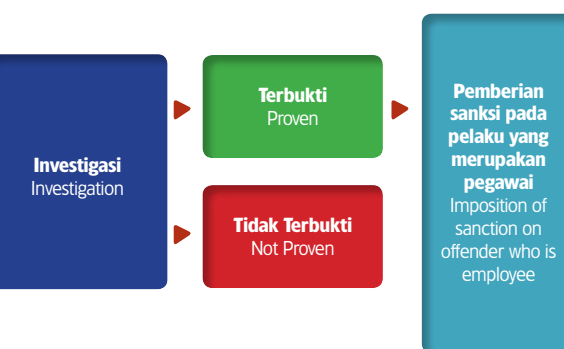 Investigasi
Investigation
Terbukti
Proven
Tidak Terbukti
Not Proven
Pemberian
sanksi pada
pelaku yang
merupakan
pegawai
Imposition of
sanction on
offender who is
employee